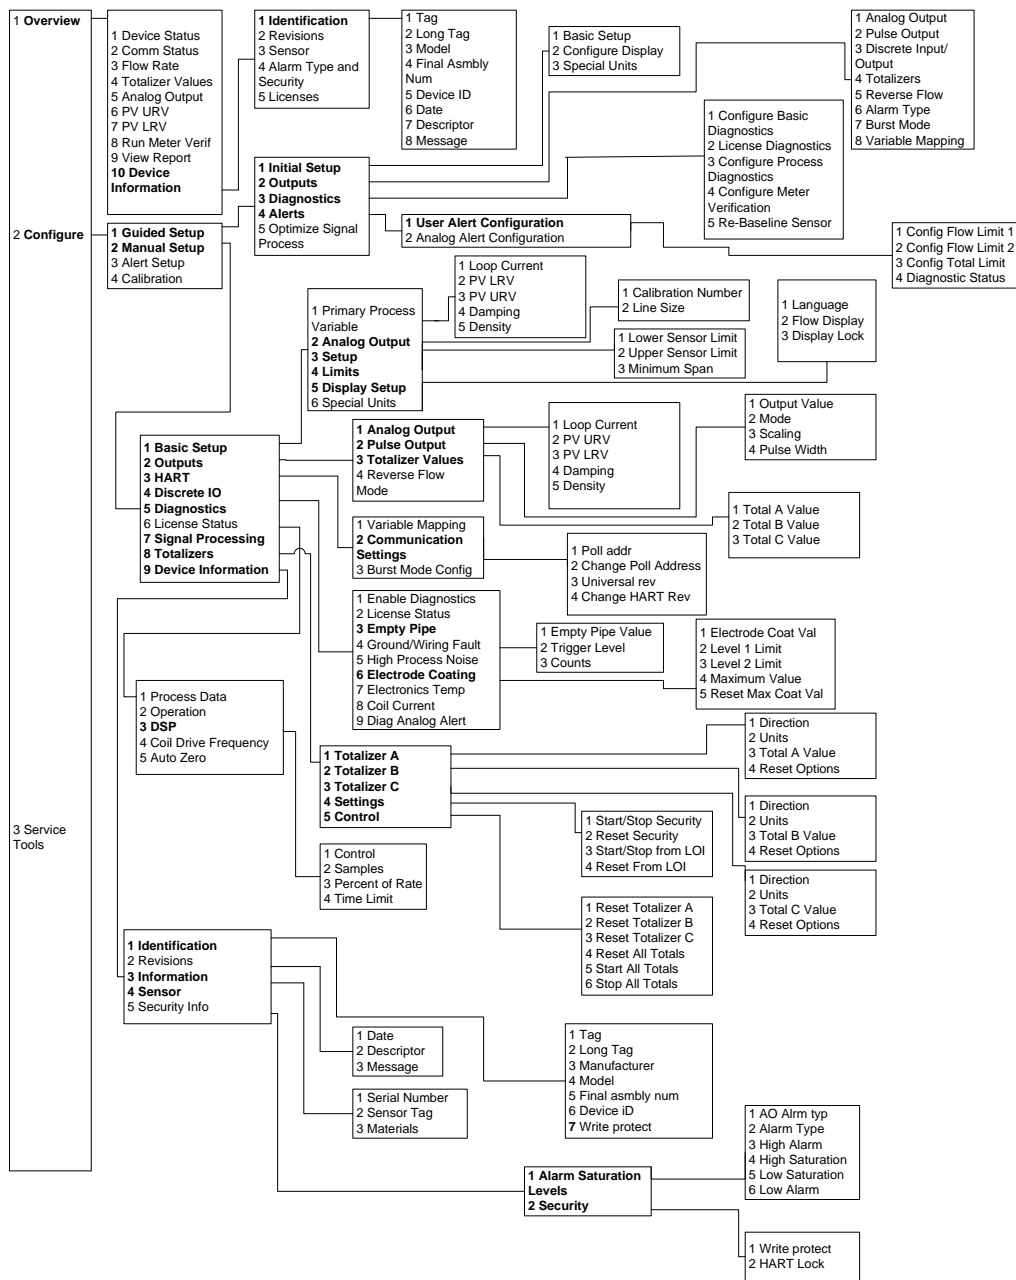 1 Overview
2 Configure
3 Service
Tools
1 Device Status
2 Comm Status
3 Flow Rate
4 Totalizer Values
5 Analog Output
6 PV URV
7 PV LRV
8 Run Meter Verif
9 View Report
10 Device
Information
1 Identification
2 Revisions
3 Sensor
4 Alarm Type and
Security
5 Licenses
1 Tag
2 Long Tag
3 Model
4 Final Asmbly
Num
5 Device ID
6 Date
7 Descriptor
8 Message
1 Basic Setup
2 Configure Display
3 Special Units
1 Analog Output
2 Pulse Output
3 Discrete Input/
Output
4 Totalizers
5 Reverse Flow
6 Alarm Type
7 Burst Mode
8 Variable Mapping
1 Configure Basic
Diagnostics
2 License Diagnostics
3 Configure Process
Diagnostics
4 Configure Meter
Verification
5 Re-Baseline Sensor
1 Initial Setup
2 Outputs
3 Diagnostics
4 Alerts
5 Optimize Signal
Process
1 Guided Setup
2 Manual Setup
3 Alert Setup
4 Calibration
1 User Alert Configuration
2 Analog Alert Configuration
1 Config Flow Limit 1
2 Config Flow Limit 2
3 Config Total Limit
4 Diagnostic Status
1 Loop Current
2 PV LRV
3 PV URV
4 Damping
5 Density
1 Calibration Number
2 Line Size
1 Language
2 Flow Display
3 Display Lock
1 Primary Process
Variable
2 Analog Output
3 Setup
4 Limits
5 Display Setup
6 Special Units
1 Lower Sensor Limit
2 Upper Sensor Limit
3 Minimum Span
1 Output Value
2 Mode
3 Scaling
4 Pulse Width
1 Analog Output
2 Pulse Output
3 Totalizer Values
4 Reverse Flow
Mode
1 Loop Current
2 PV URV
3 PV LRV
4 Damping
5 Density
1 Basic Setup
2 Outputs
3 HART
4 Discrete IO
5 Diagnostics
6 License Status
7 Signal Processing
8 Totalizers
9 Device Information
1 Total A Value
2 Total B Value
3 Total C Value
1 Variable Mapping
2 Communication
Settings
3 Burst Mode Config
1 Poll addr
2 Change Poll Address
3 Universal rev
4 Change HART Rev
1 Enable Diagnostics
2 License Status
3 Empty Pipe
4 Ground/Wiring Fault
5 High Process Noise
6 Electrode Coating
7 Electronics Temp
8 Coil Current
9 Diag Analog Alert
1 Empty Pipe Value
2 Trigger Level
3 Counts
1 Electrode Coat Val
2 Level 1 Limit
3 Level 2 Limit
4 Maximum Value
5 Reset Max Coat Val
1 Process Data
2 Operation
3 DSP
4 Coil Drive Frequency
5 Auto Zero
1 Direction
2 Units
3 Total A Value
4 Reset Options
1 Totalizer A
2 Totalizer B
3 Totalizer C
4 Settings
5 Control
1 Direction
2 Units
3 Total B Value
4 Reset Options
1 Start/Stop Security
2 Reset Security
3 Start/Stop from LOI
4 Reset From LOI
1 Control
2 Samples
3 Percent of Rate
4 Time Limit
1 Direction
2 Units
3 Total C Value
4 Reset Options
1 Reset Totalizer A
2 Reset Totalizer B
3 Reset Totalizer C
4 Reset All Totals
5 Start All Totals
6 Stop All Totals
1 Identification
2 Revisions
3 Information
4 Sensor
5 Security Info
1 Date
2 Descriptor
3 Message
1 Tag
2 Long Tag
3 Manufacturer
4 Model
5 Final asmbly num
6 Device iD
7 Write protect
1 Serial Number
2 Sensor Tag
3 Materials
1 AO Alrm typ
2 Alarm Type
3 High Alarm
4 High Saturation
5 Low Saturation
6 Low Alarm
1 Alarm Saturation
Levels
2 Security
1 Write protect
2 HART Lock